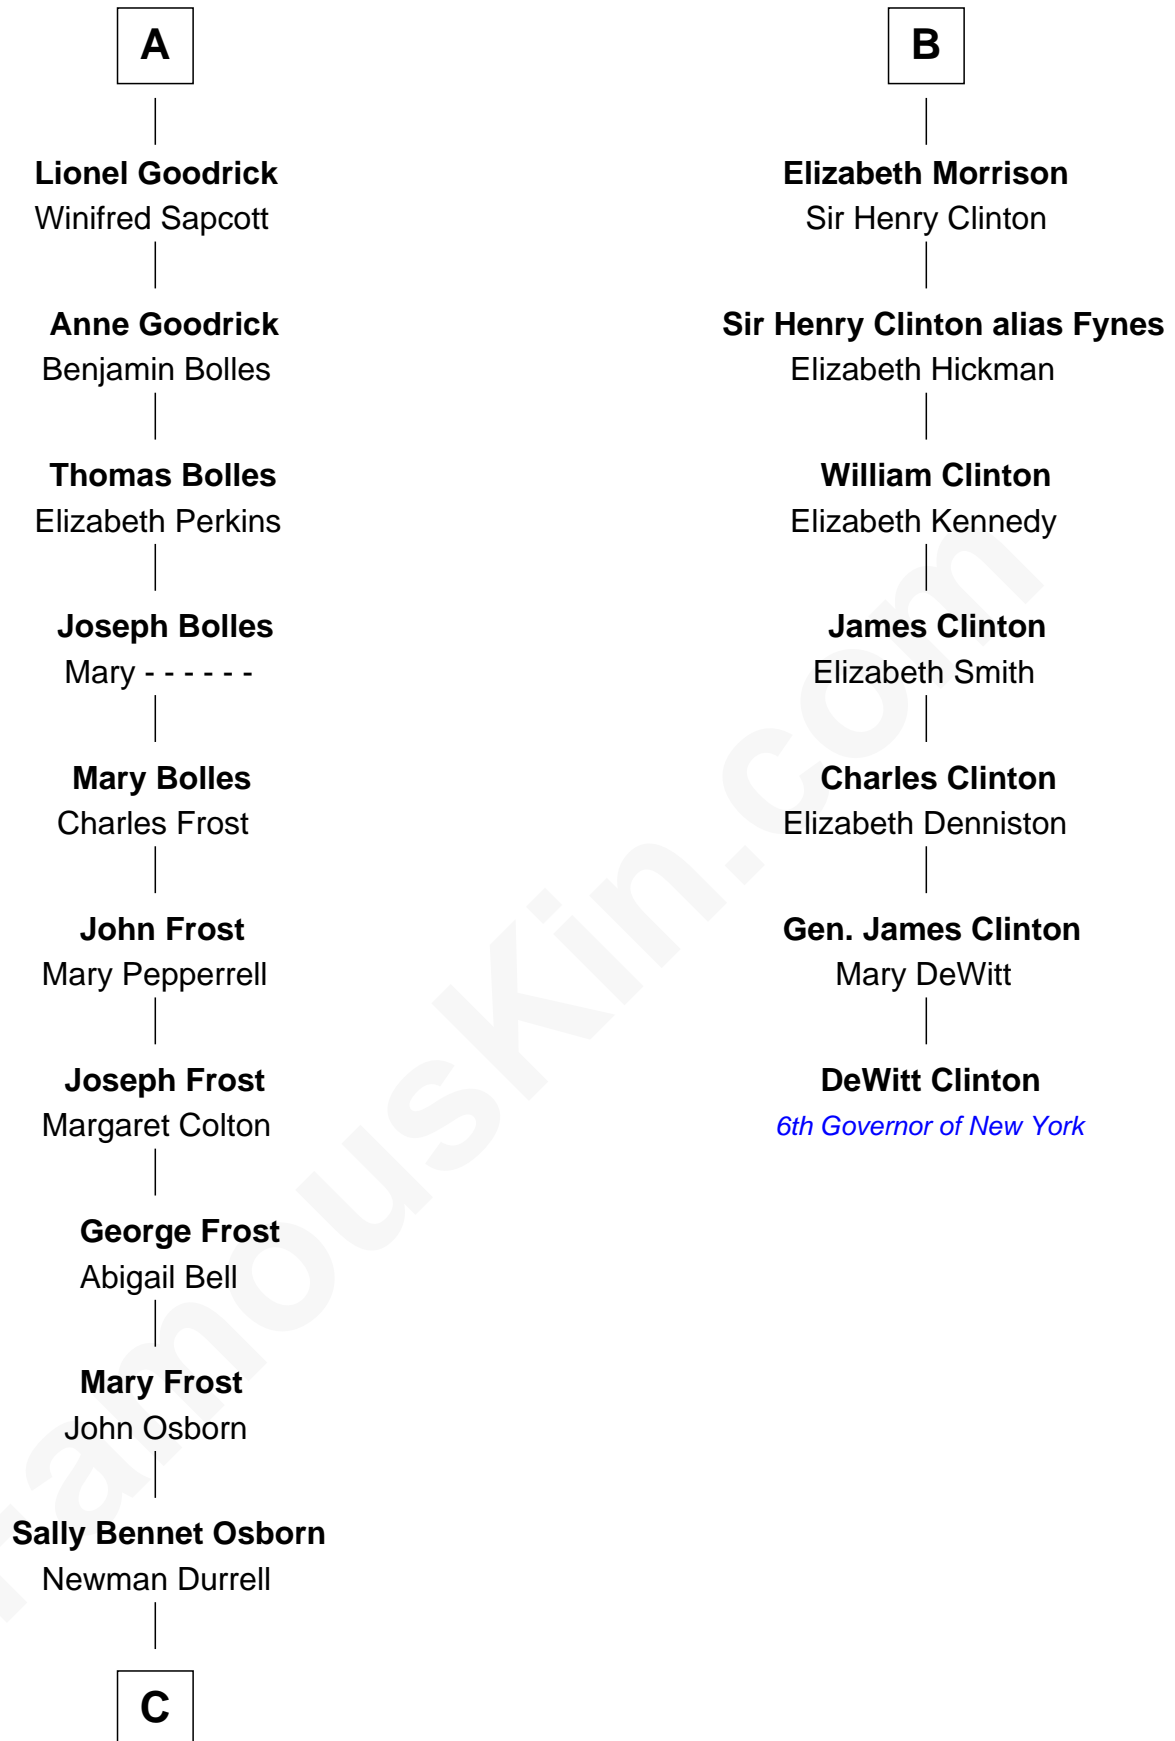 A
Lionel Goodrick
Winifred Sapcott
Anne Goodrick
Benjamin Bolles
Thomas Bolles
Elizabeth Perkins
Joseph Bolles
Mary - - - - - -
Mary Bolles
Charles Frost
John Frost
Mary Pepperrell
Joseph Frost
Margaret Colton
George Frost
Abigail Bell
Mary Frost
John Osborn
Sally Bennet Osborn
Newman Durrell
C
B
Elizabeth Morrison
Sir Henry Clinton
Sir Henry Clinton alias Fynes
Elizabeth Hickman
William Clinton
Elizabeth Kennedy
James Clinton
Elizabeth Smith
Charles Clinton
Elizabeth Denniston
Gen. James Clinton
Mary DeWitt
DeWitt Clinton
6th Governor of New York
FamousKin.com